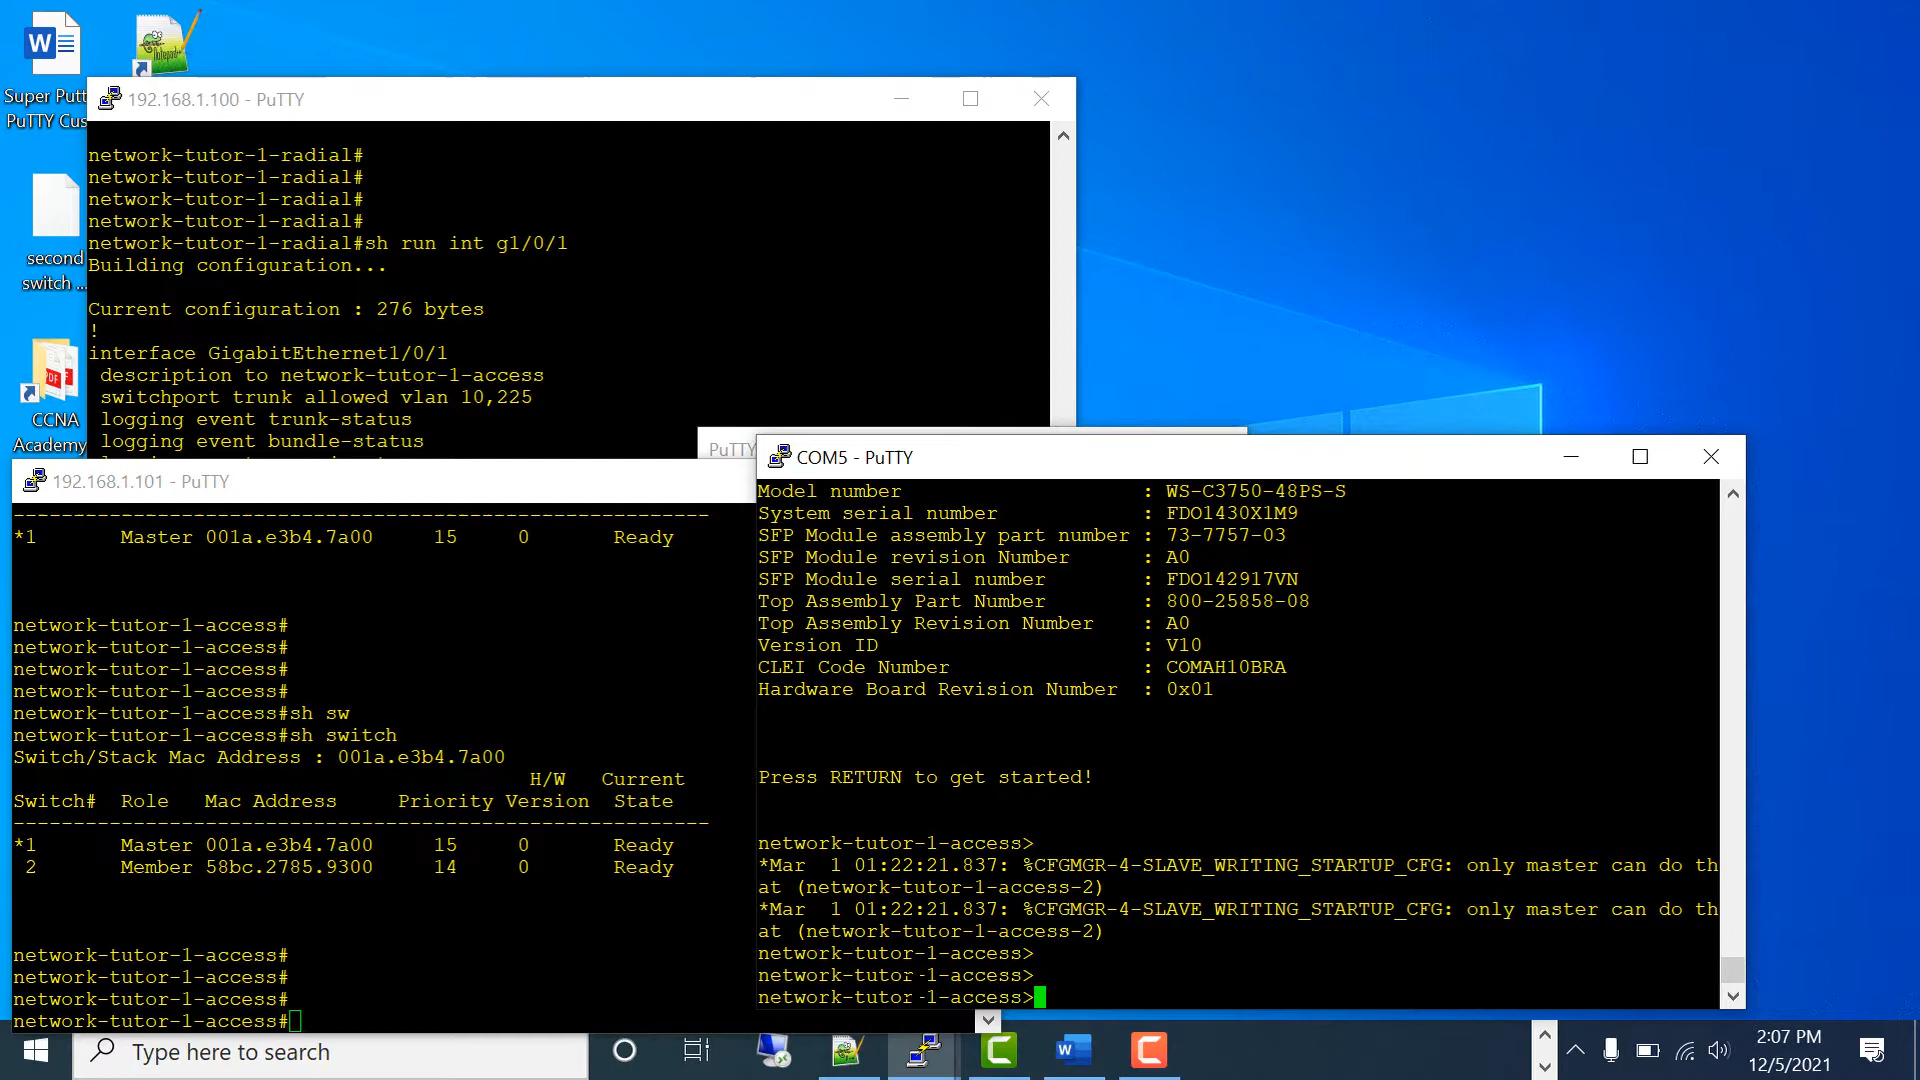 W
Notepad++
Super Putt
PuTTY Cus
second
switch ...
PDF
CCNA
Academy
192.168.1.100 - PuTTY
network-tutor-1-radial#
network-tutor-1-radial#
network-tutor-1-radial#
network-tutor-1-radial#
network-tutor-1-radial#sh run int g1/0/1
Building configuration...
Current configuration : 276 bytes
!
interface GigabitEthernet1/0/1
description to network-tutor-1-access
switchport trunk allowed vlan 10,225
logging event trunk-status
logging event bundle-status
PuTTY
192.168.1.101 - PuTTY
--------------------------------------------------------
*1 Master 001a.e3b4.7a00 15 0 Ready
network-tutor-1-access#
network-tutor-1-access#
network-tutor-1-access#
network-tutor-1-access#
network-tutor-1-access#sh sw
network-tutor-1-access#sh switch
Switch/Stack Mac Address : 001a.e3b4.7a00
H/W Current
Switch# Role Mac Address Priority Version State
----------------------------------------------------------
*1 Master 001a.e3b4.7a00 15 0 Ready
2 Member 58bc.2785.9300 14 0 Ready
network-tutor-1-access#
network-tutor-1-access#
network-tutor-1-access#
network-tutor-1-access#
COM5 - PuTTY
Model number : WS-C3750-48PS-S
System serial number : FDO1430X1M9
SFP Module assembly part number : 73-7757-03
SFP Module revision Number : A0
SFP Module serial number : FDO142917VN
Top Assembly Part Number : 800-25858-08
Top Assembly Revision Number : A0
Version ID : V10
CLEI Code Number : COMAH10BRA
Hardware Board Revision Number : 0x01
Press RETURN to get started!
network-tutor-1-access>
*Mar 1 01:22:21.837: %CFGMGR-4-SLAVE_WRITING_STARTUP_CFG: only master can do th
at (network-tutor-1-access-2)
*Mar 1 01:22:21.837: %CFGMGR-4-SLAVE_WRITING_STARTUP_CFG: only master can do th
at (network-tutor-1-access-2)
network-tutor-1-access>
network-tutor-1-access>
network-tutor-1-access>
Type here to search
W
2:07 PM
12/5/2021